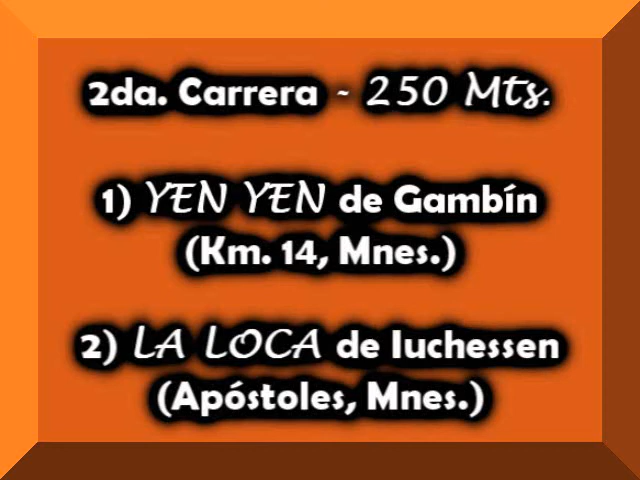 2da. Carrera - 250 Mts.
1) YEN YEN de Gambín
(Km. 14, Mnes.)
2) LA LOCA de Iuchessen
(Apóstoles, Mnes.)